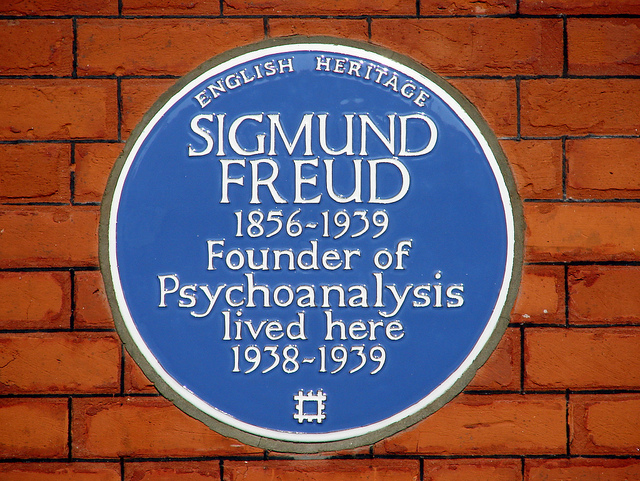 ENGLISH HERITAGE
SIGMUND
FREUD
1856-1939
Founder of
Psychoanalysis
lived here
1938-1939